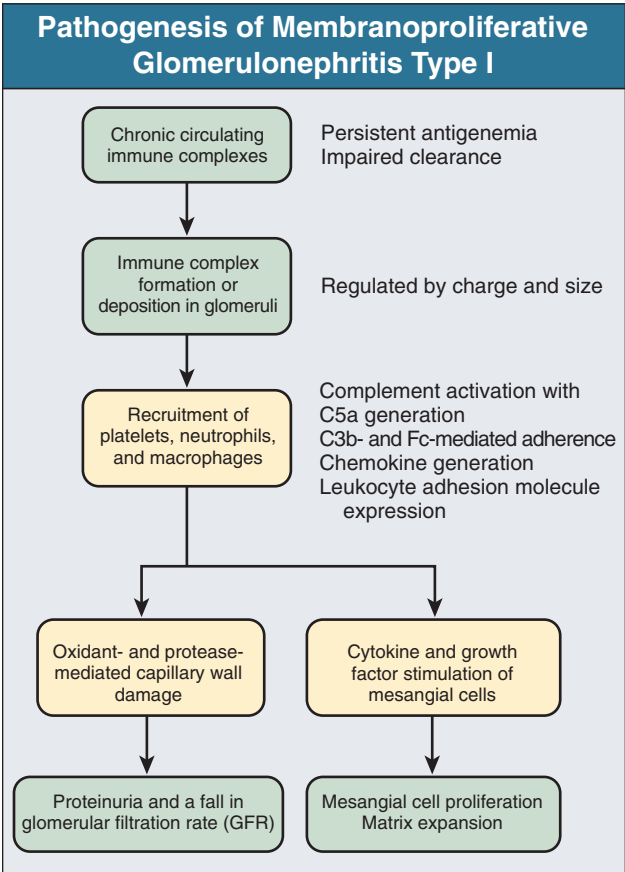 Pathogenesis of Membranoproliferative
Glomerulonephritis Type I
Chronic circulating
immune complexes
Persistent antigenemia
Impaired clearance
Immune complex
formation or
deposition in glomeruli
Regulated by charge and size
Recruitment of
platelets, neutrophils,
and macrophages
Complement activation with
C5a generation
C3b- and Fc-mediated adherence
Chemokine generation
Leukocyte adhesion molecule
expression
Oxidant- and protease-
mediated capillary wall
damage
Cytokine and growth
factor stimulation of
mesangial cells
Proteinuria and a fall in
glomerular filtration rate (GFR)
Mesangial cell proliferation
Matrix expansion